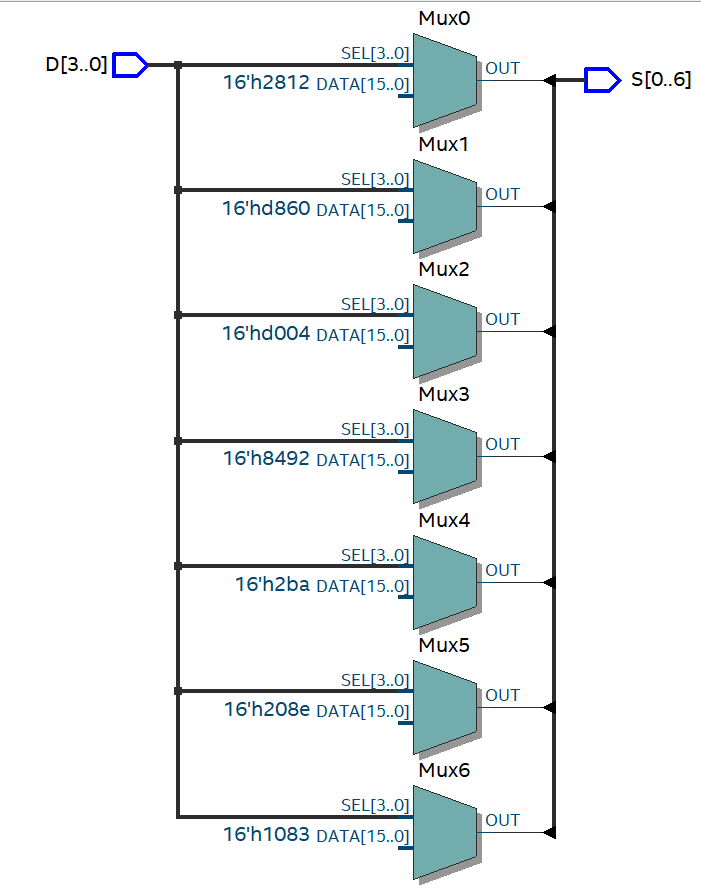 Mux0
D[3..0]
SEL[3..0]
16'h2812 DATA[15..0]
OUT
S[0..6]
Mux1
SEL[3..0]
16'hd860 DATA[15..0]
OUT
Mux2
SEL[3..0]
16'hd004 DATA[15..0]
OUT
Mux3
SEL[3..0]
16'h8492 DATA[15..0]
OUT
Mux4
SEL[3..0]
16'h2ba DATA[15..0]
OUT
Mux5
SEL[3..0]
16'h208e DATA[15..0]
OUT
Mux6
SEL[3..0]
16'h1083 DATA[15..0]
OUT